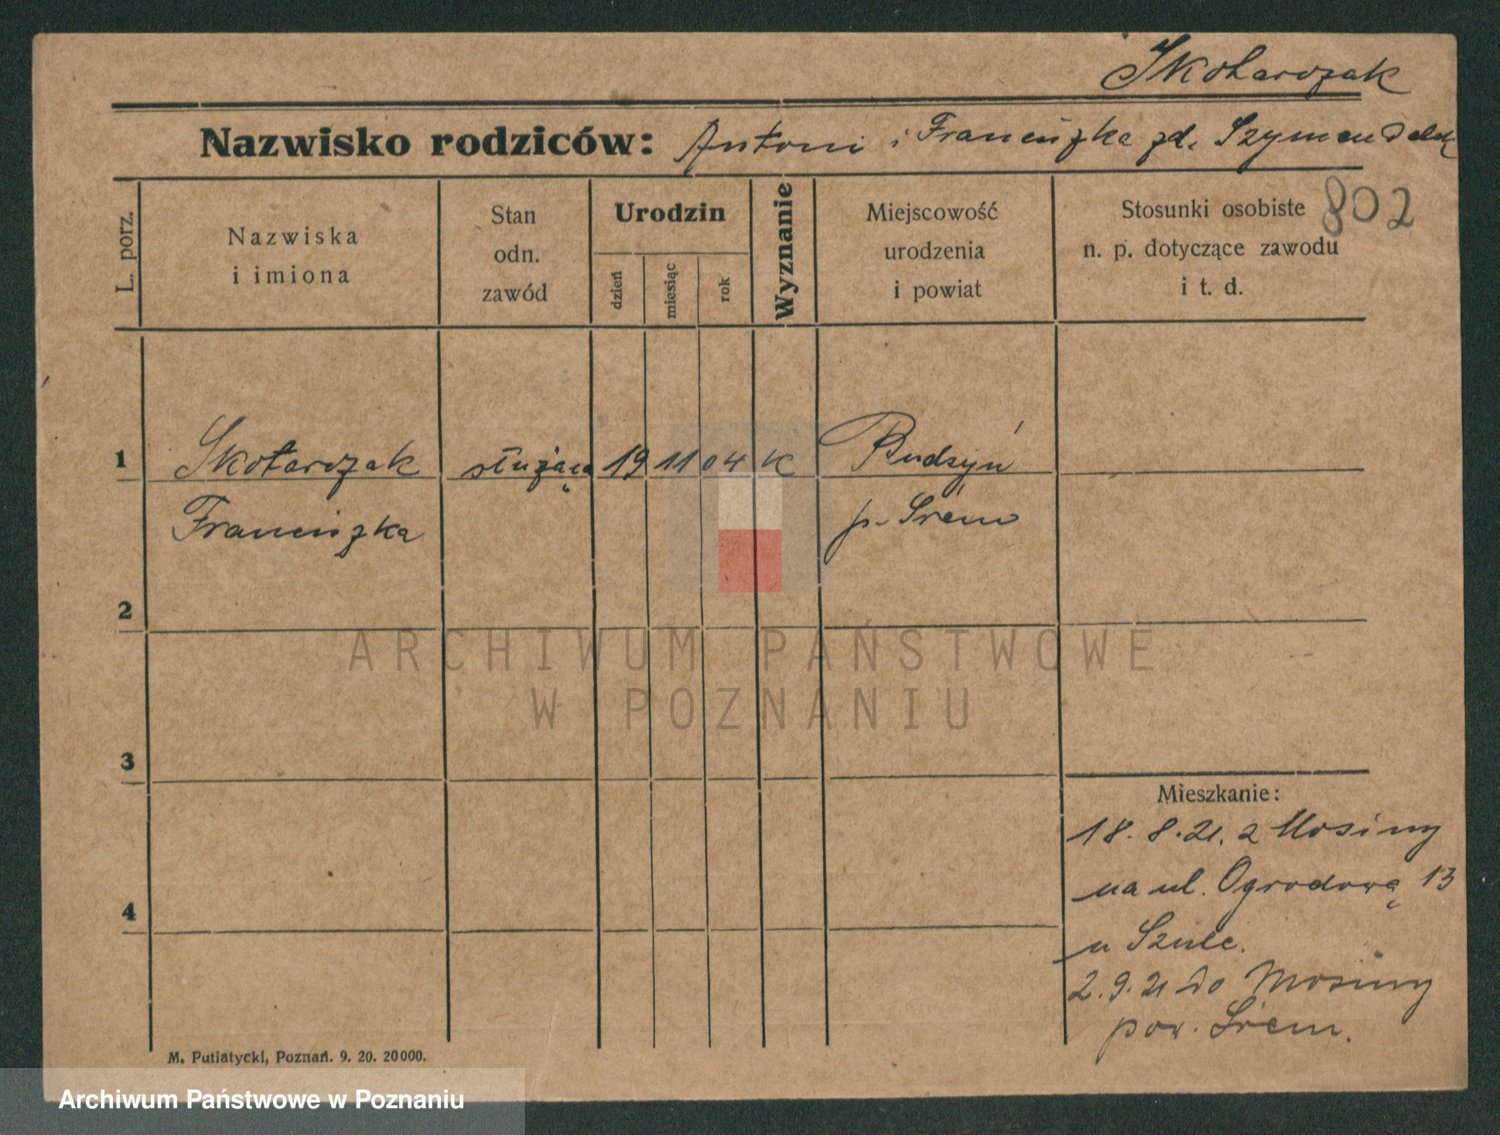 Skotarczak
Nazwisko rodziców: Antoni i Franciszka zd. Szymendold
802
L. porz.
Nazwiska
i imiona
Stan
odn.
zawód
Urodzin
dzień
miesiąc
rok
Wyznanie
Miejscowość
urodzenia
i powiat
Stosunki osobiste
n. p. dotyczące zawodu
i t. d.
1 Skotarczak służąca 19 11 04 K Budzyń
Franciszka p. Śrem
2
3
4
Mieszkanie:
18. 8. 21. z Mosiny
na ul. Ogrodową 13
u Szulc.
2. 9. 21 do Mosiny
pow. Śrem.
M. Putiatycki, Poznań. 9. 20. 20000.
ARCHIWUM PAŃSTWOWE
W POZNANIU
Archiwum Państwowe w Poznaniu